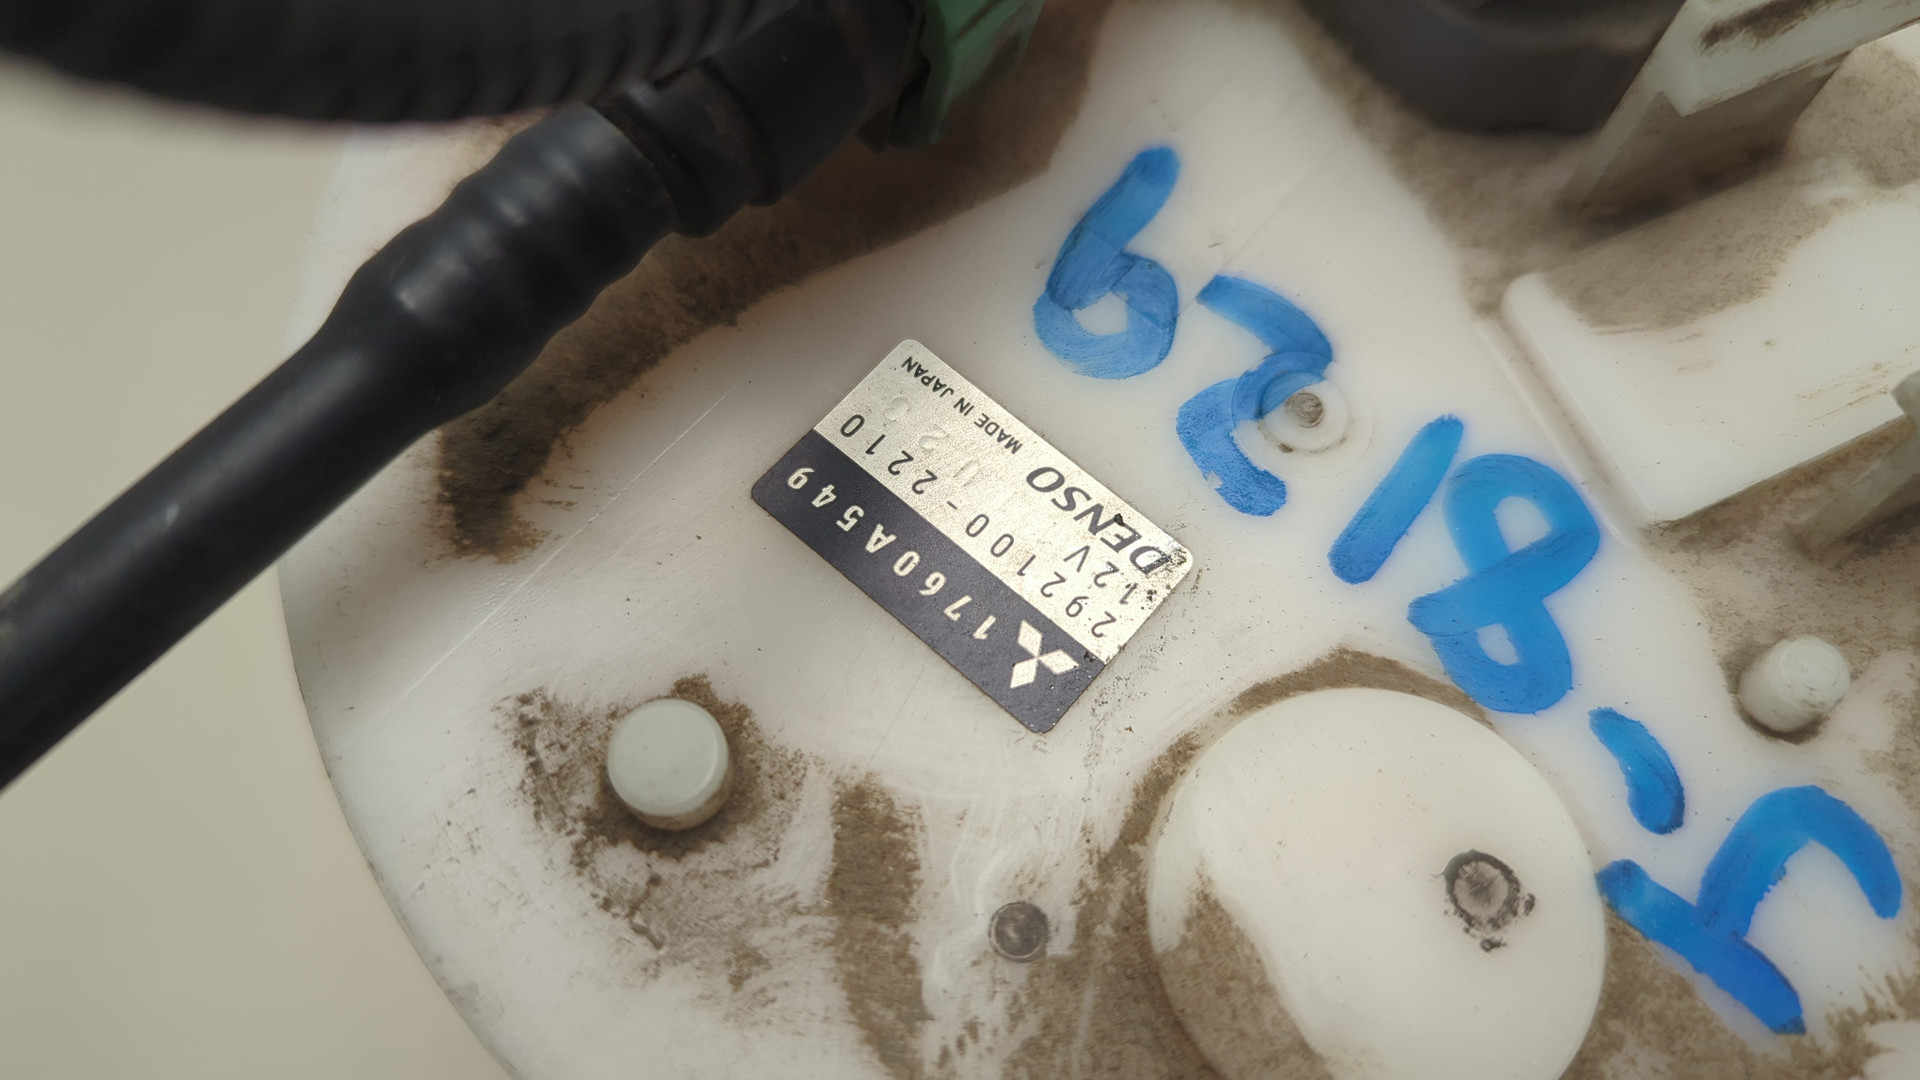 1760A549
292100-2210
12V
DENSO MADE IN JAPAN
5-8129